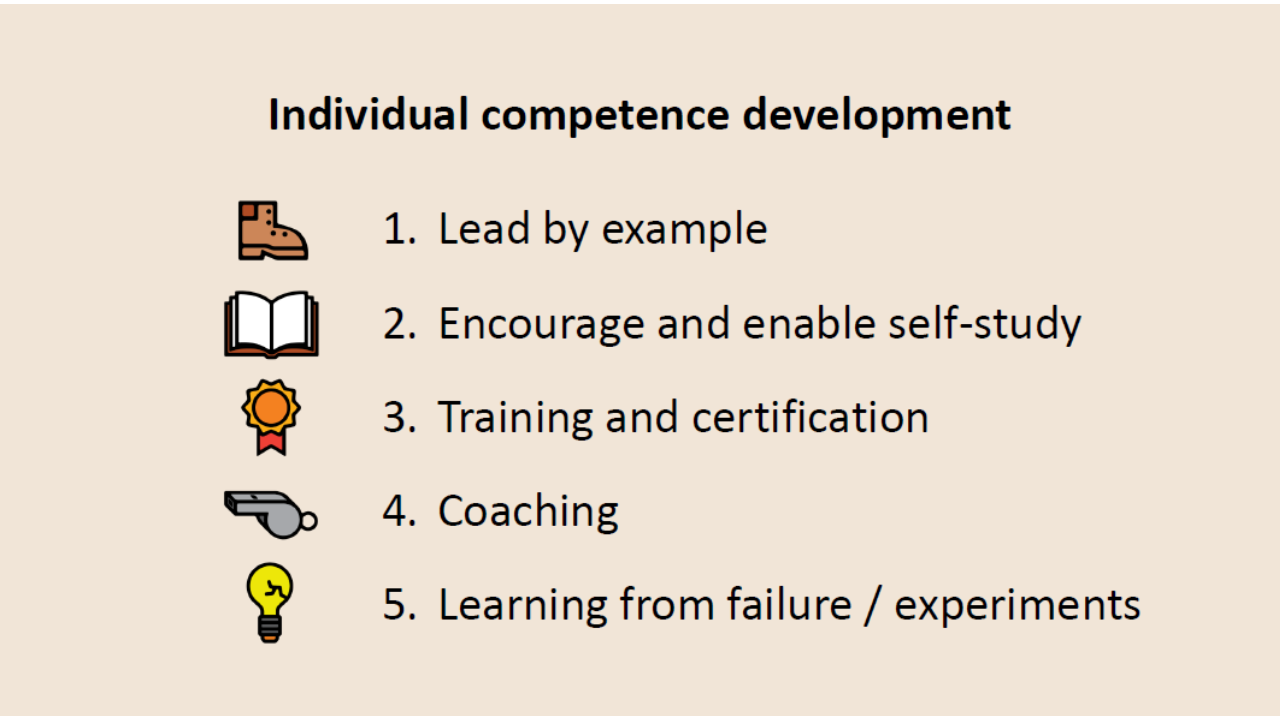 Individual competence development
1. Lead by example
2. Encourage and enable self-study
3. Training and certification
4. Coaching
5. Learning from failure / experiments